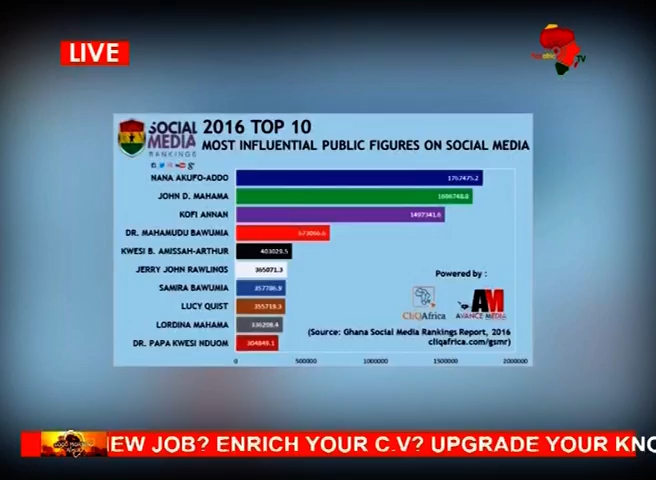 LIVE
TV
SOCIAL MEDIA RANKINGS
2016 TOP 10
MOST INFLUENTIAL PUBLIC FIGURES ON SOCIAL MEDIA
NANA AKUFO-ADDO 1757475.2
JOHN D. MAHAMA
KOFI ANNAN 1497341.6
DR. MAHAMUDU BAWUMIA
KWESI B. AMISSAH-ARTHUR 403029.5
JERRY JOHN RAWLINGS 365071.3
SAMIRA BAWUMIA 357786.9
LUCY QUIST 355719.3
LORDINA MAHAMA 336208.4
DR. PAPA KWESI NDUOM 304849.1
0 500000 1000000 1500000 2000000
Powered by :
CliQAfrica
AM
AVANCE MEDIA
(Source: Ghana Social Media Rankings Report, 2016
cliqafrica.com/gsmr)
EW JOB? ENRICH YOUR C.V? UPGRADE YOUR KNO